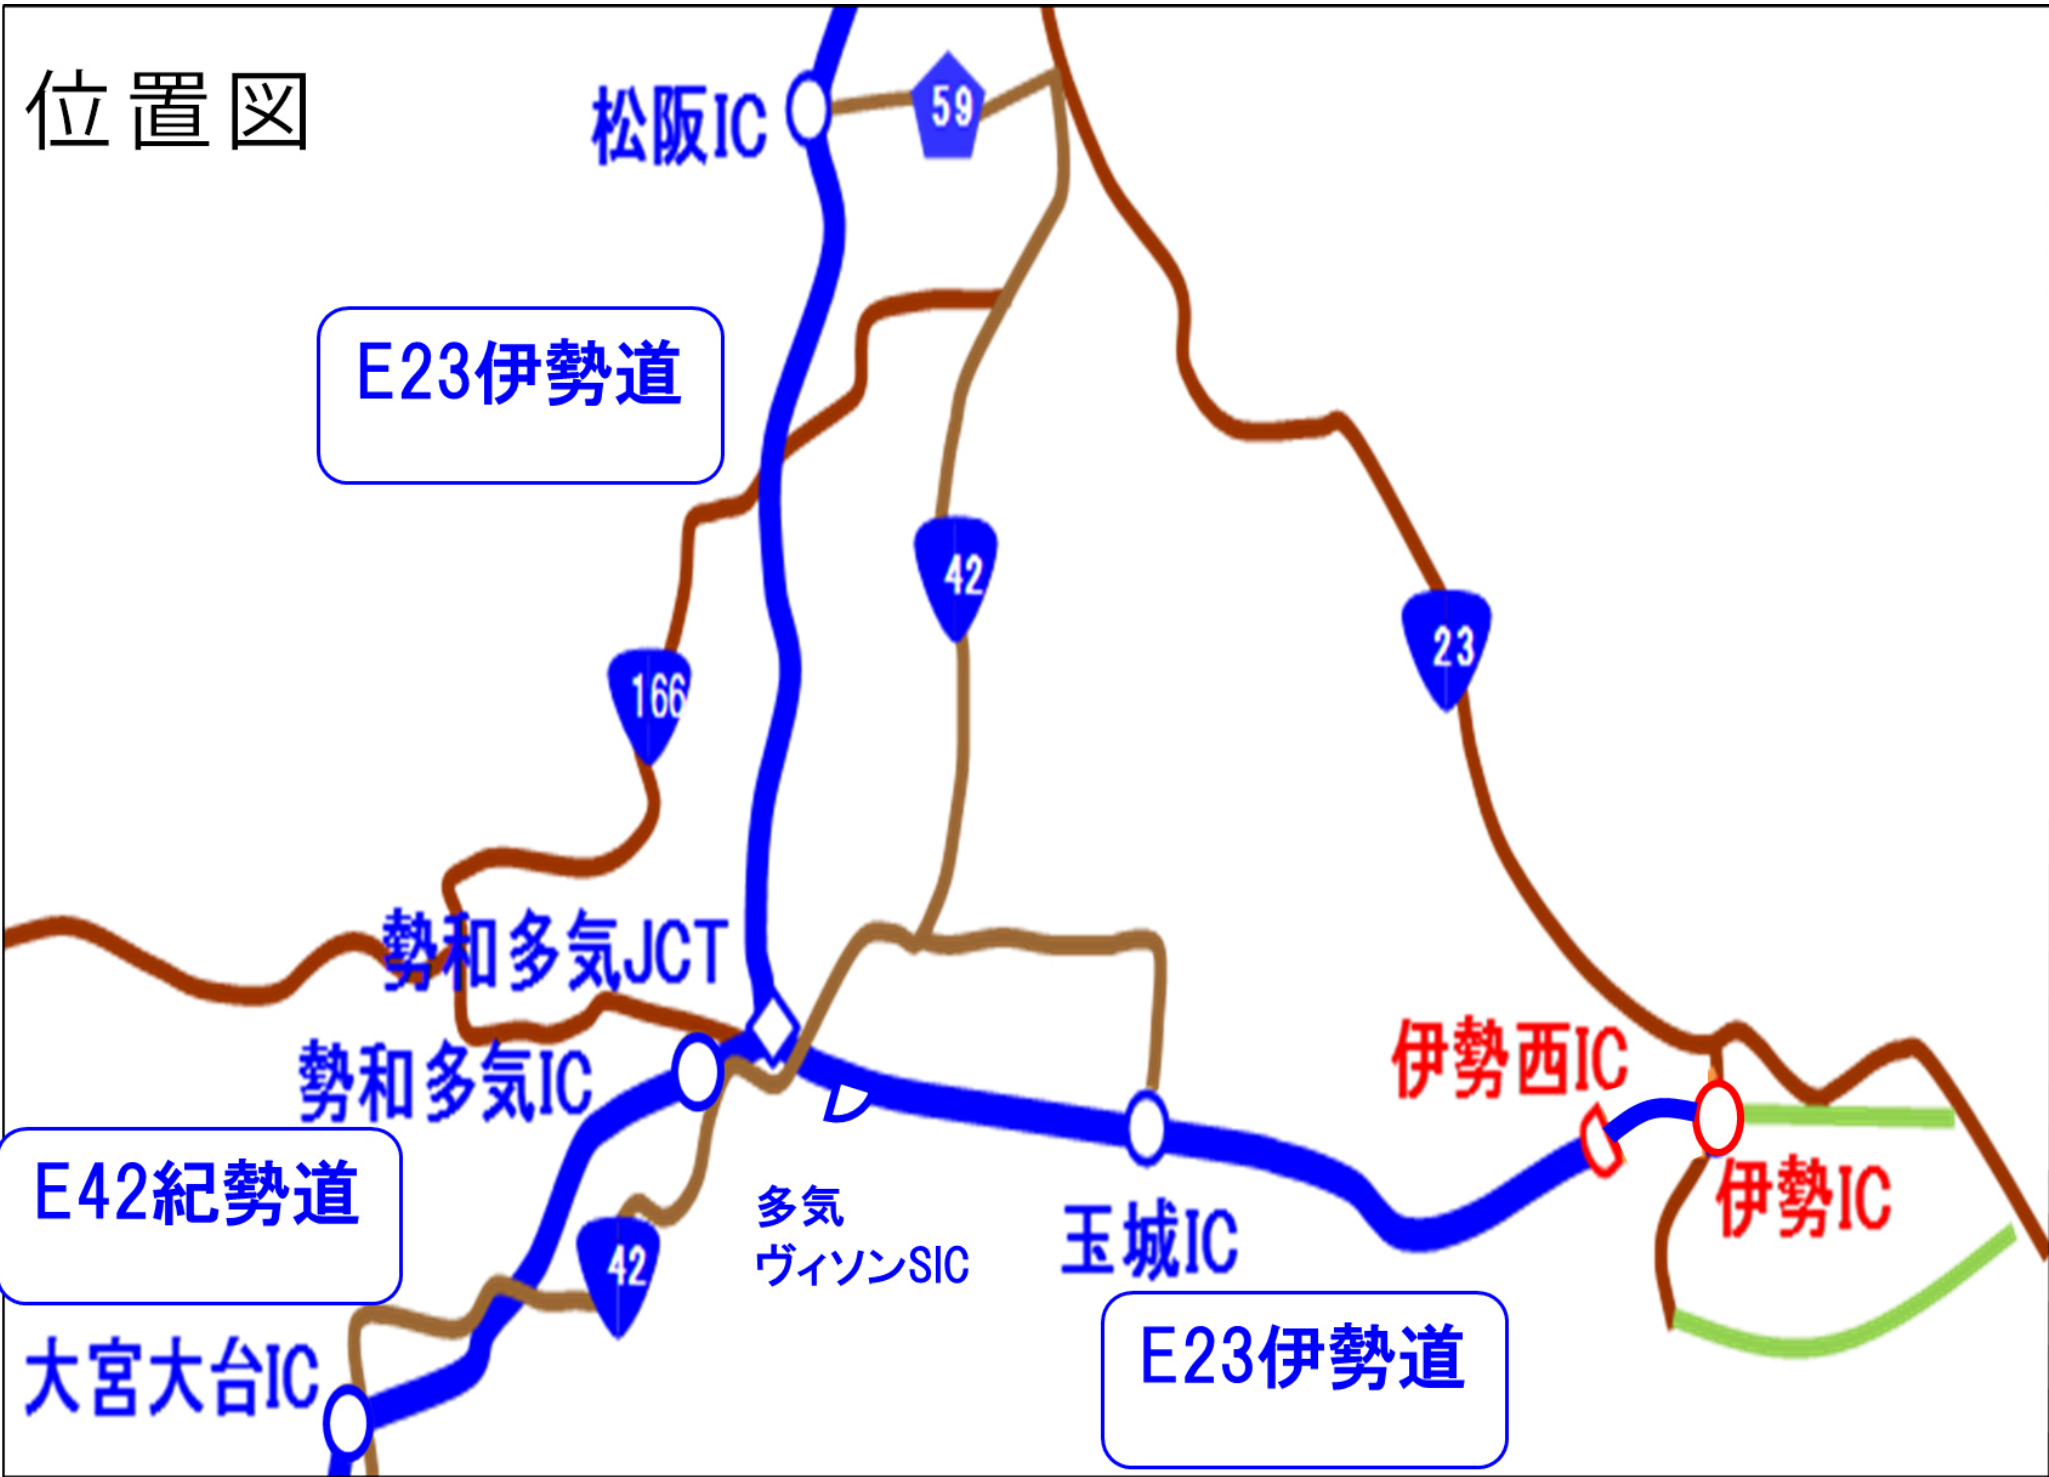 位置図
松阪IC
59
E23伊勢道
42
23
166
勢和多気JCT
勢和多気IC
伊勢西IC
E42紀勢道
伊勢IC
多気
ヴィソンSIC
玉城IC
42
大宮大台IC
E23伊勢道